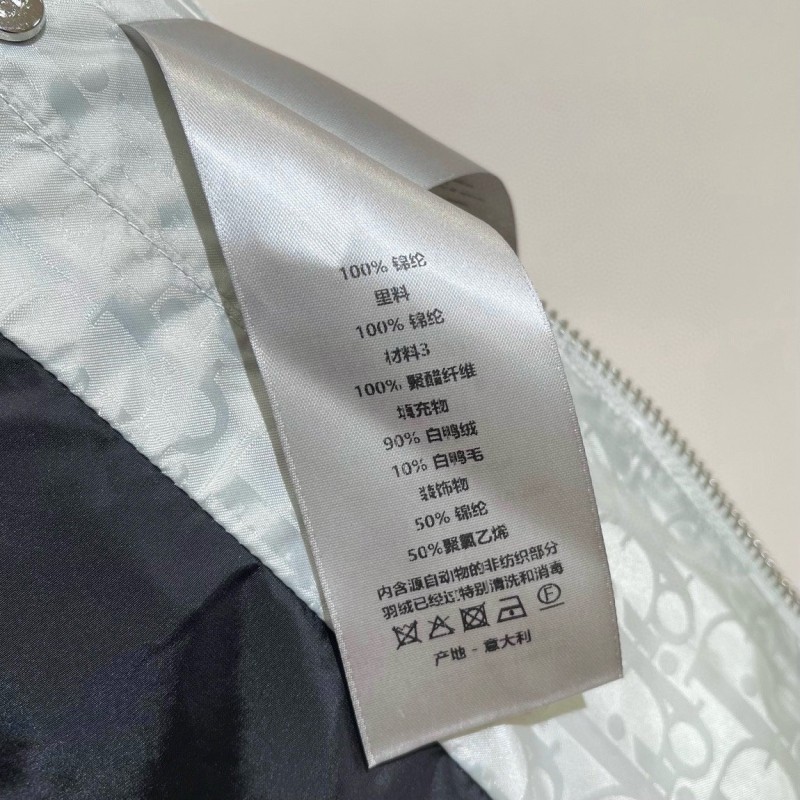 100% 锦纶
里料
100% 锦纶
材料3
100% 聚酯纤维
填充物
90% 白鸭绒
10% 白鸭毛
装饰物
50% 锦纶
50%聚氯乙烯
内含源自动物的非纺织部分
羽绒已经过特别清洗和消毒
F
产地 - 意大利